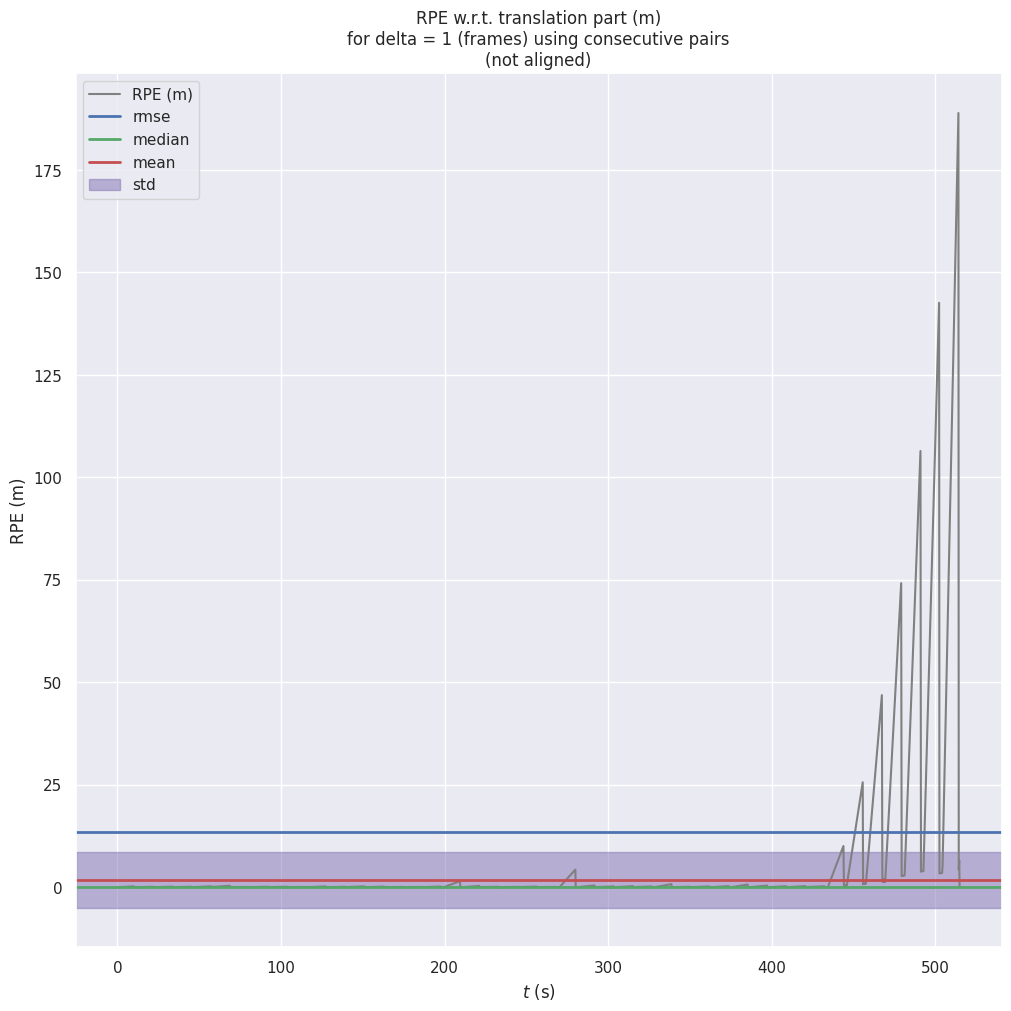 RPE w.r.t. translation part (m)
for delta = 1 (frames) using consecutive pairs
(not aligned)
RPE (m)
rmse
median
mean
std
175
150
125
100
75
50
25
0
RPE (m)
0
100
200
300
400
500
t (s)